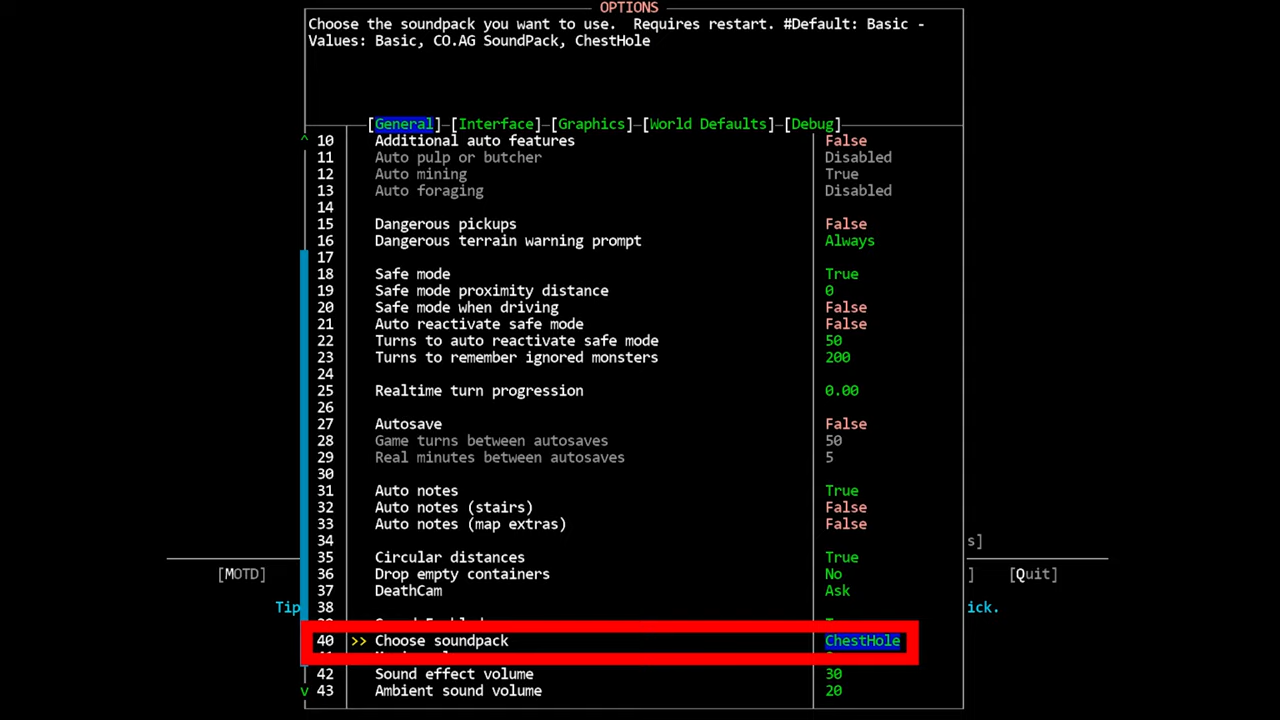 OPTIONS
Choose the soundpack you want to use.  Requires restart. #Default: Basic -
Values: Basic, CO.AG SoundPack, ChestHole
[General]—[Interface]—[Graphics]—[World Defaults]—[Debug]
^ 10 Additional auto features False
11 Auto pulp or butcher Disabled
12 Auto mining True
13 Auto foraging Disabled
14
15 Dangerous pickups False
16 Dangerous terrain warning prompt Always
17
18 Safe mode True
19 Safe mode proximity distance 0
20 Safe mode when driving False
21 Auto reactivate safe mode False
22 Turns to auto reactivate safe mode 50
23 Turns to remember ignored monsters 200
24
25 Realtime turn progression 0.00
26
27 Autosave False
28 Game turns between autosaves 50
29 Real minutes between autosaves 5
30
31 Auto notes True
32 Auto notes (stairs) False
33 Auto notes (map extras) False
34
s]
35 Circular distances True
[MOTD] 36 Drop empty containers No ] [Quit]
37 DeathCam Ask
Tip 38 ick.
40 >> Choose soundpack ChestHole
42 Sound effect volume 30
v 43 Ambient sound volume 20